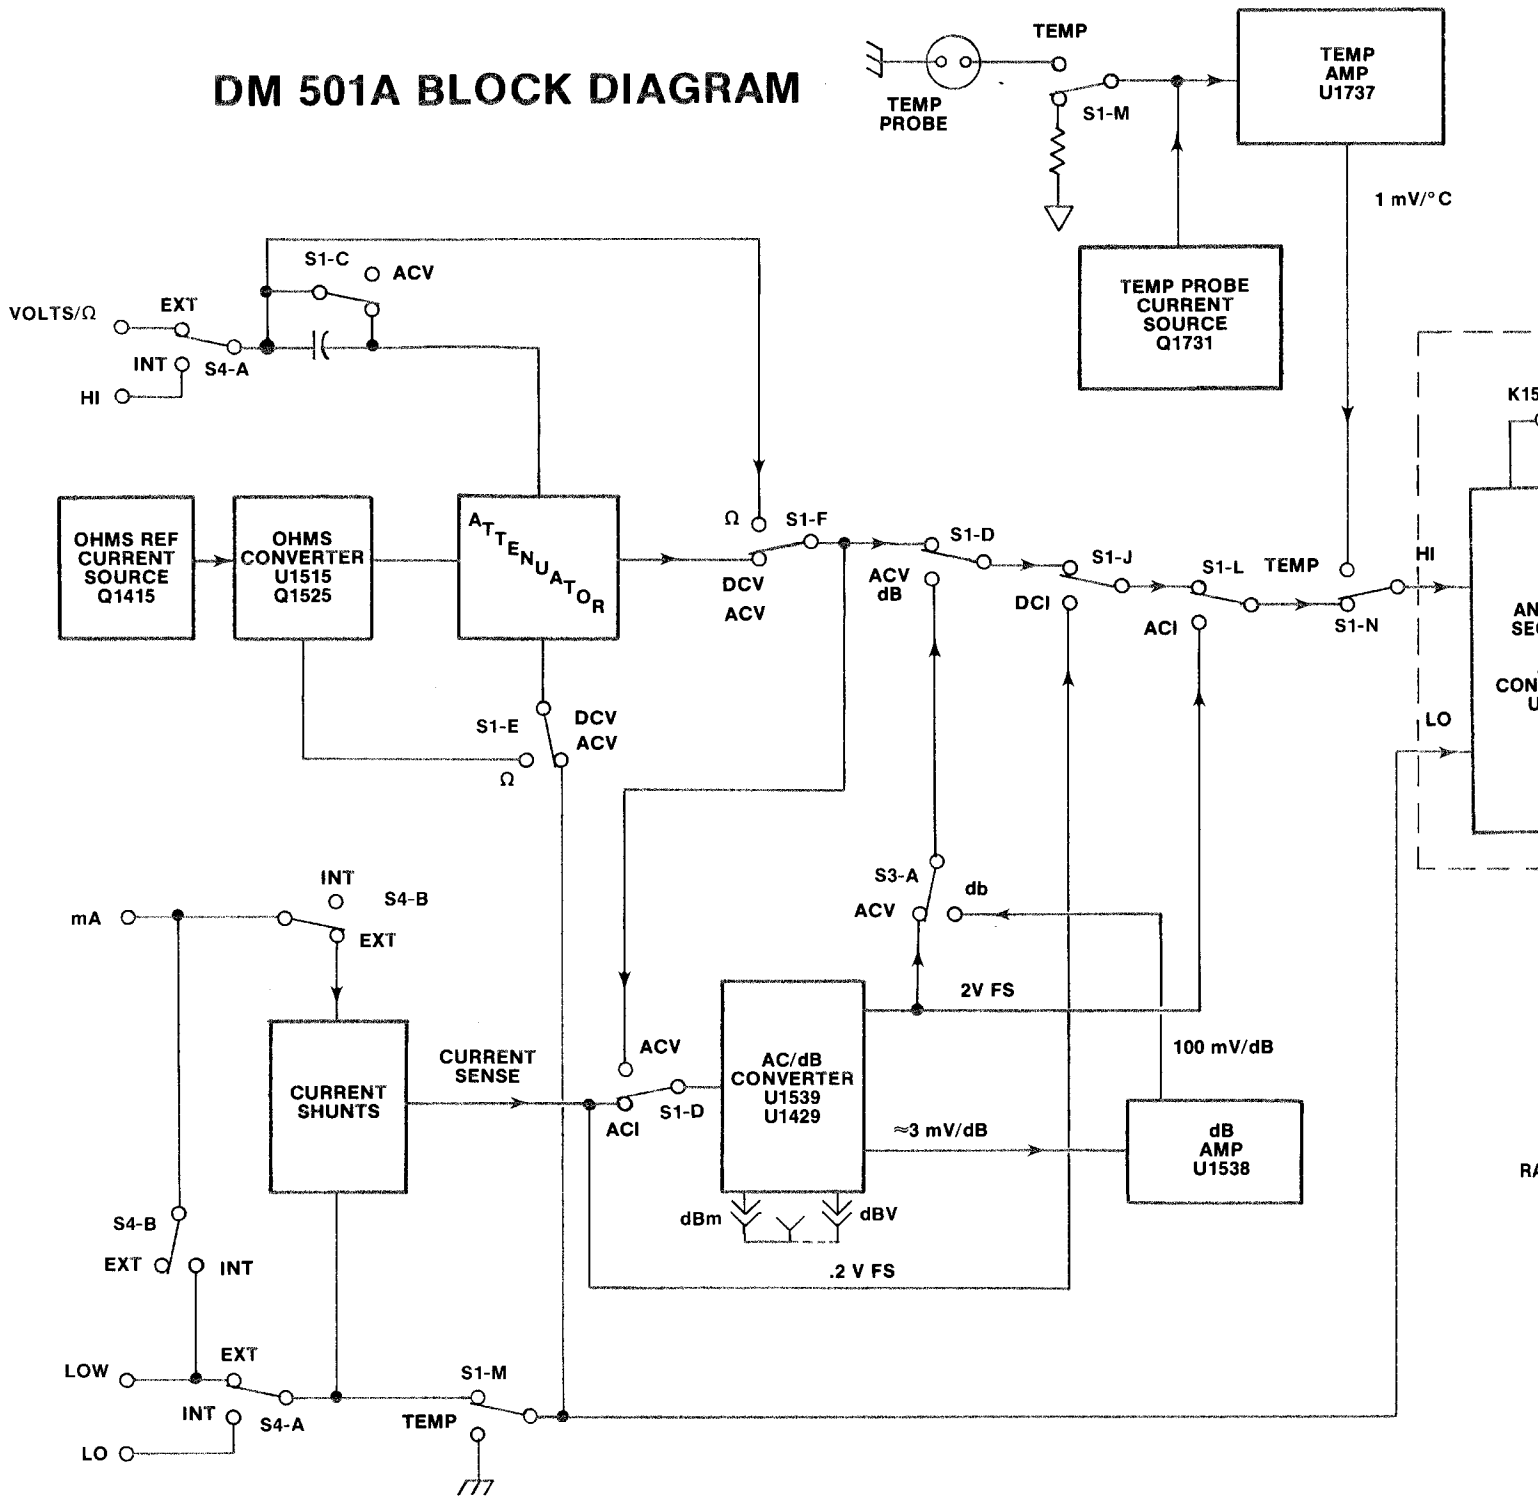 DM 501A BLOCK DIAGRAM
TEMP
TEMP
PROBE
S1-M
TEMP
AMP
U1737
1 mV/°C
TEMP PROBE
CURRENT
SOURCE
Q1731
S1-C
ACV
VOLTS/Ω
EXT
INT
S4-A
HI
K15
OHMS REF
CURRENT
SOURCE
Q1415
OHMS
CONVERTER
U1515
Q1525
ATTENUATOR
Ω
S1-F
DCV
ACV
S1-D
ACV
dB
S1-J
DCI
S1-L
ACI
TEMP
S1-N
HI
LO
AN
SEC
CON
U
S1-E
DCV
ACV
Ω
INT
S4-B
mA
EXT
S3-A
ACV
db
2V FS
CURRENT
SHUNTS
CURRENT
SENSE
ACV
ACI
S1-D
AC/dB
CONVERTER
U1539
U1429
100 mV/dB
≈3 mV/dB
dB
AMP
U1538
RA
dBm
dBV
.2 V FS
S4-B
EXT
INT
LOW
EXT
INT
S4-A
LO
S1-M
TEMP